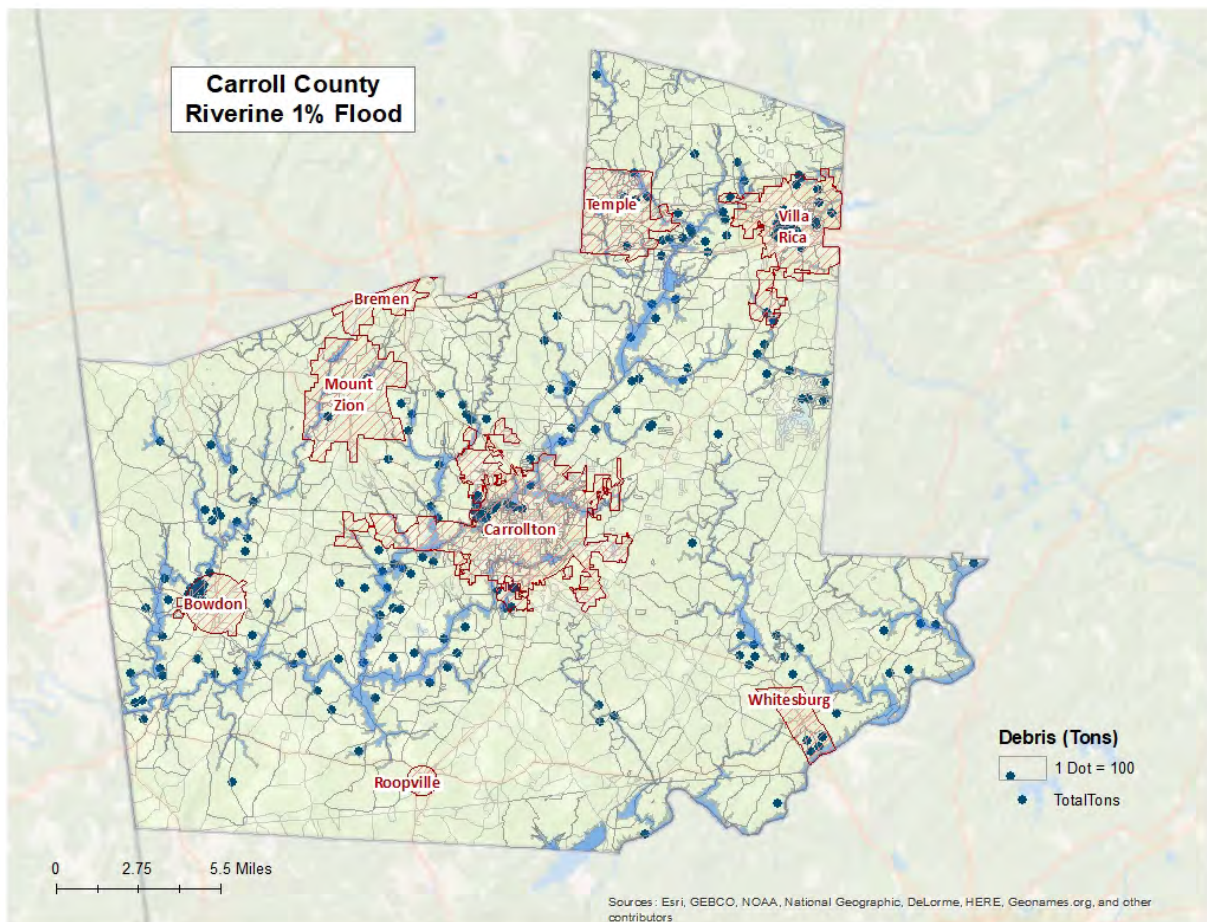 Carroll County
Riverine 1% Flood
Temple
Villa
Rica
Bremen
Mount
Zion
Carrollton
Bowdon
Whitesburg
Roopville
Debris (Tons)
1 Dot = 100
TotalTons
0 2.75 5.5 Miles
Sources: Esri, GEBCO, NOAA, National Geographic, DeLorme, HERE, Geonames.org, and other
contributors